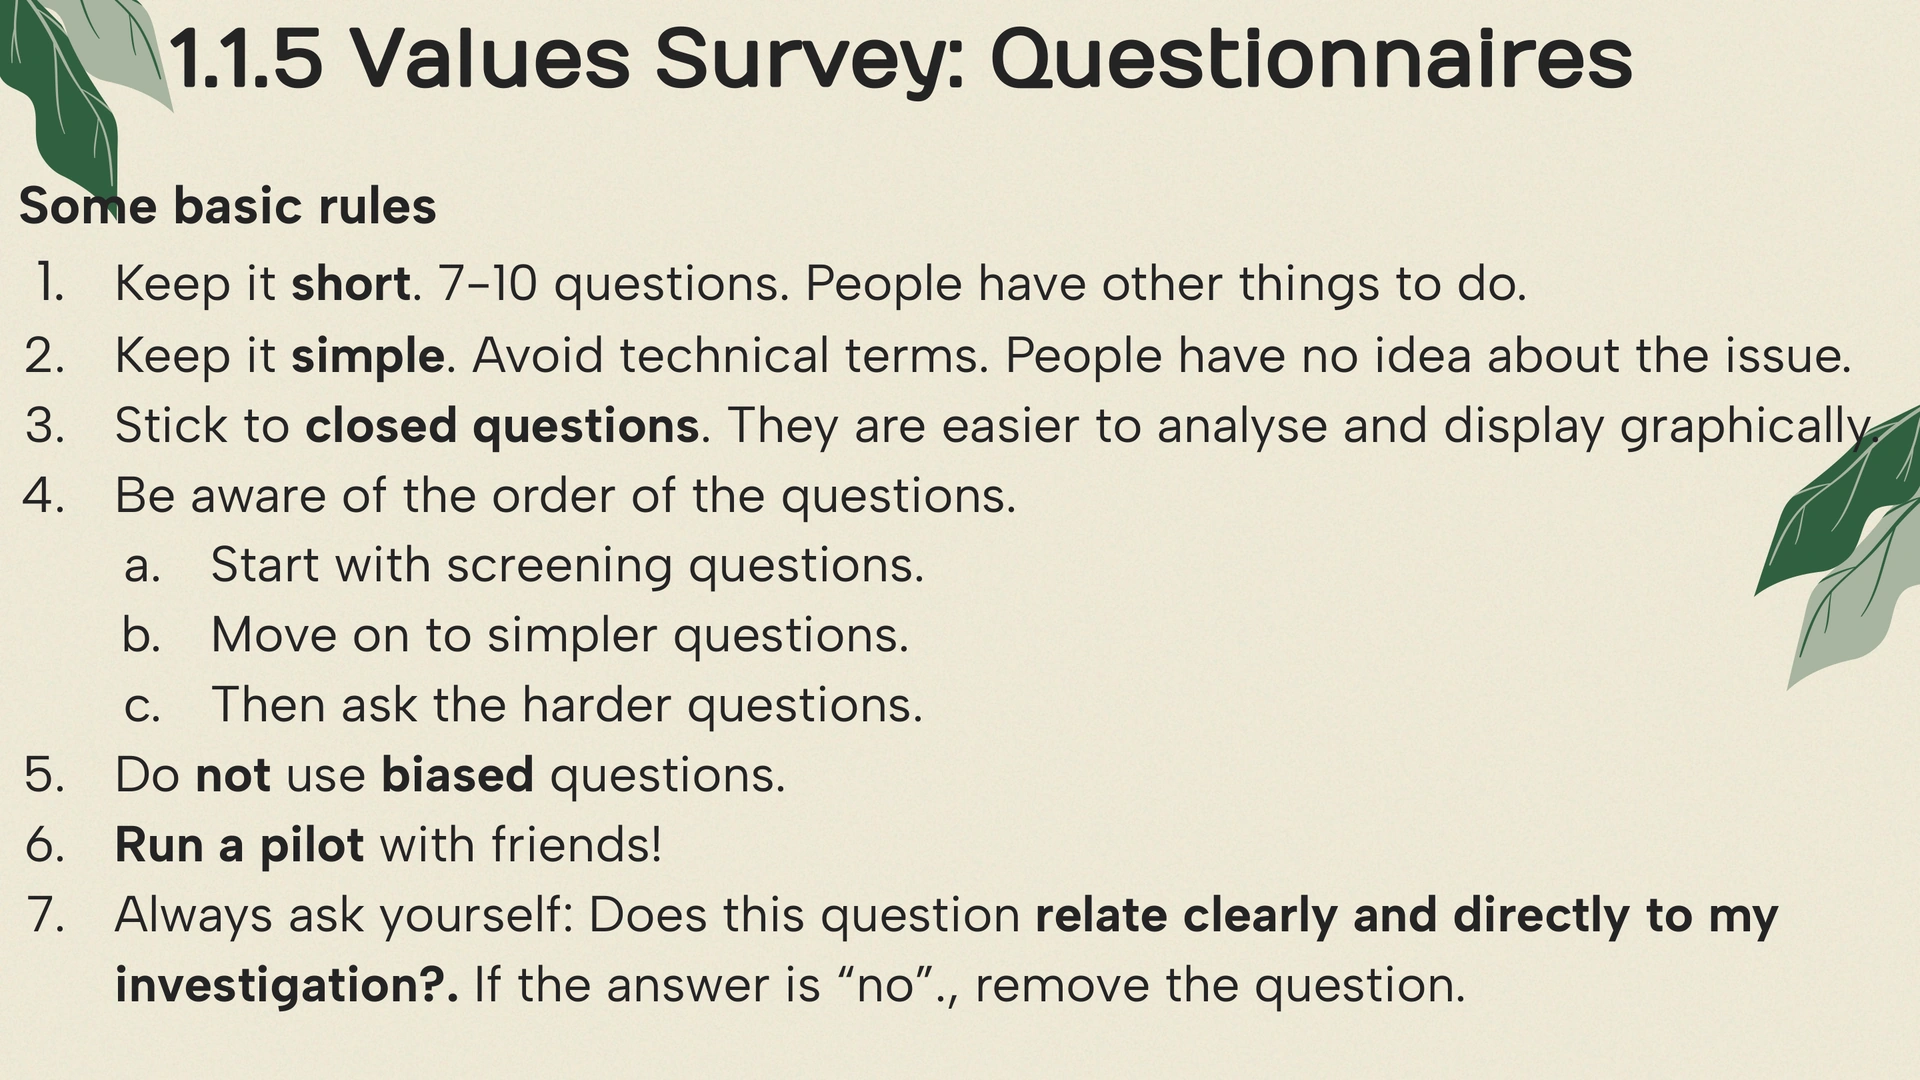 1.1.5 Values Survey: Questionnaires
Some basic rules
1. Keep it short. 7–10 questions. People have other things to do.
2. Keep it simple. Avoid technical terms. People have no idea about the issue.
3. Stick to closed questions. They are easier to analyse and display graphically.
4. Be aware of the order of the questions.
a. Start with screening questions.
b. Move on to simpler questions.
c. Then ask the harder questions.
5. Do not use biased questions.
6. Run a pilot with friends!
7. Always ask yourself: Does this question relate clearly and directly to my
investigation?. If the answer is “no”., remove the question.